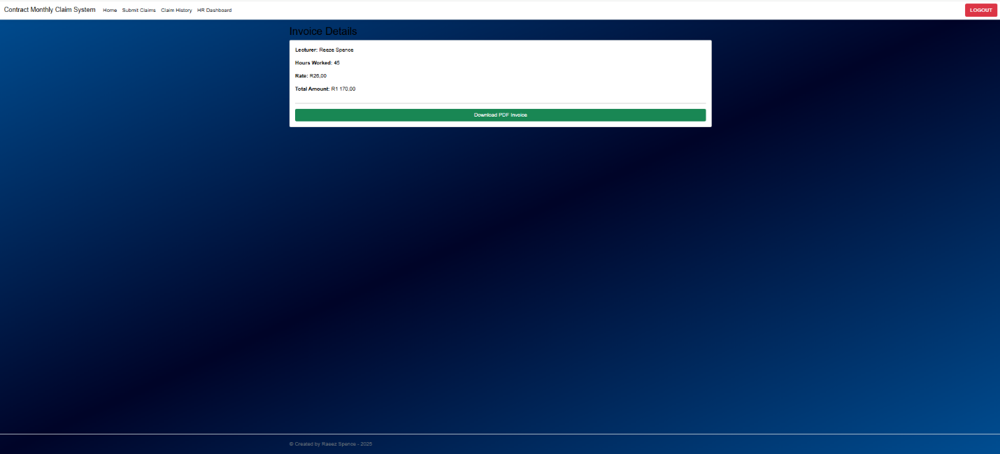 Contract Monthly Claim System Home Submit Claims Claim History HR Dashboard LOGOUT
Invoice Details
Lecturer: Reeze Spence
Hours Worked: 45
Rate: R26,00
Total Amount: R1 170,00
Download PDF Invoice
© Created by Raeez Spence - 2025